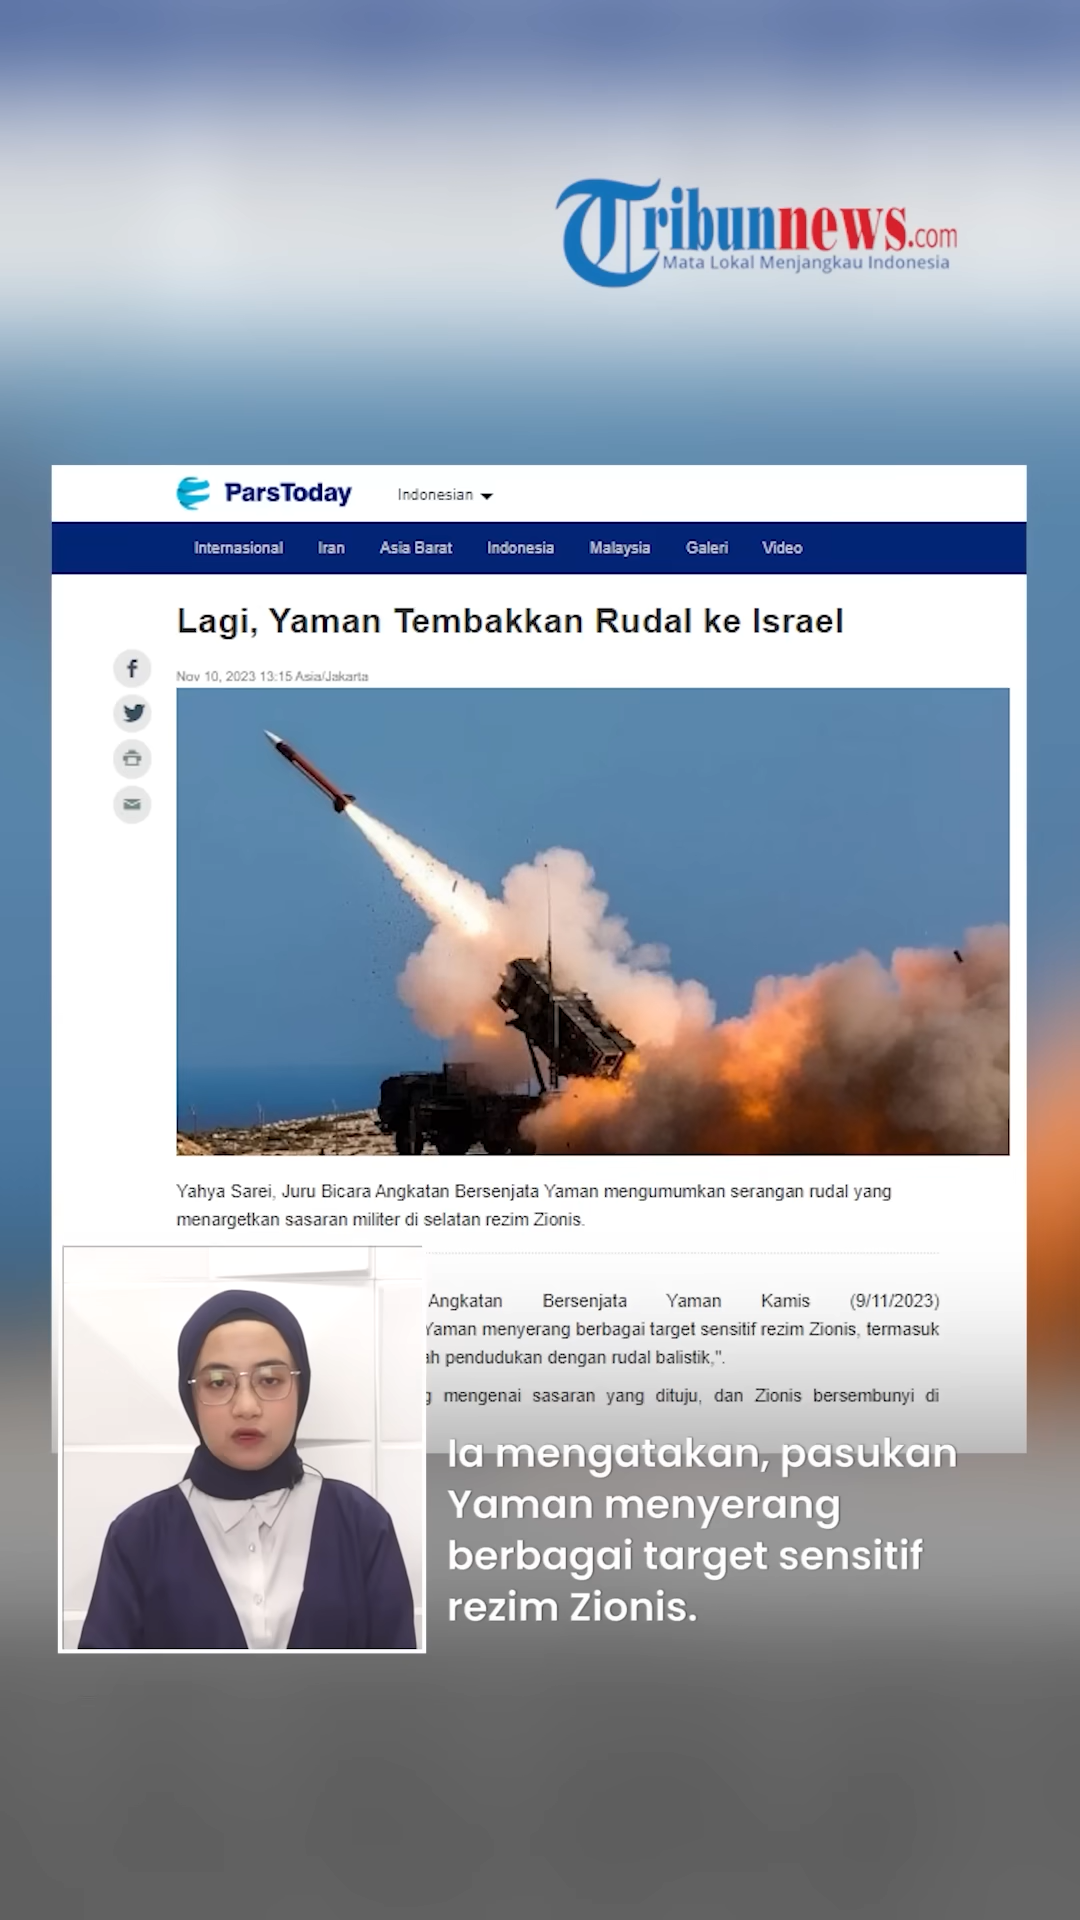 Tribunnews.com
Mata Lokal Menjangkau Indonesia
ParsToday
Indonesian
Internasional Iran Asia Barat Indonesia Malaysia Galeri Video
Lagi, Yaman Tembakkan Rudal ke Israel
Nov 10, 2023 13:15 Asia/Jakarta
Yahya Sarei, Juru Bicara Angkatan Bersenjata Yaman mengumumkan serangan rudal yang
menargetkan sasaran militer di selatan rezim Zionis.
Angkatan Bersenjata Yaman Kamis (9/11/2023)
Yaman menyerang berbagai target sensitif rezim Zionis, termasuk
pendudukan dengan rudal balistik,".
mengenai sasaran yang dituju, dan Zionis bersembunyi di
Ia mengatakan, pasukan
Yaman menyerang
berbagai target sensitif
rezim Zionis.